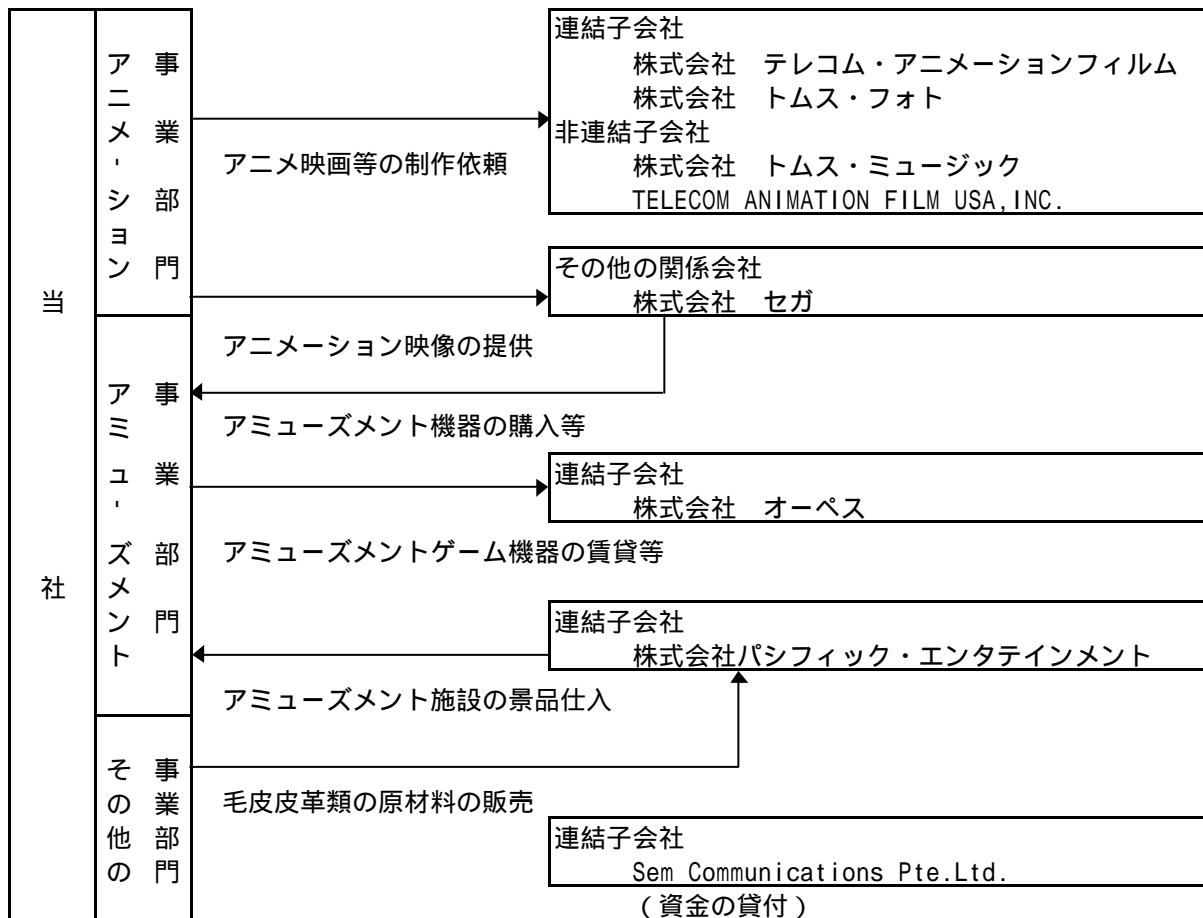 当社
アニメ-ション事業部門
連結子会社
株式会社　テレコム・アニメーションフィルム
株式会社　トムス・フォト
非連結子会社
株式会社　トムス・ミュージック
TELECOM ANIMATION FILM USA,INC.
アニメ映画等の制作依頼
その他の関係会社
株式会社　セガ
アニメーション映像の提供
アミュ-ズメント事業部門
アミューズメント機器の購入等
連結子会社
株式会社　オーペス
アミューズメントゲーム機器の賃貸等
連結子会社
株式会社パシフィック・エンタテインメント
アミューズメント施設の景品仕入
その他の事業部門
毛皮皮革類の原材料の販売
連結子会社
Sem Communications Pte.Ltd.
(資金の貸付)